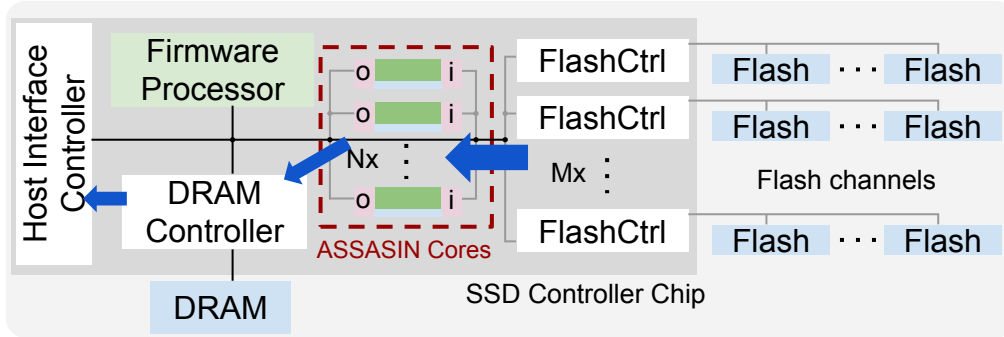 Host Interface
Controller
Firmware
Processor
DRAM
Controller
DRAM
o i
o i
Nx ⋮
o i
ASSASIN Cores
FlashCtrl
FlashCtrl
Mx ⋮
FlashCtrl
SSD Controller Chip
Flash ··· Flash
Flash ··· Flash
Flash channels
Flash ··· Flash